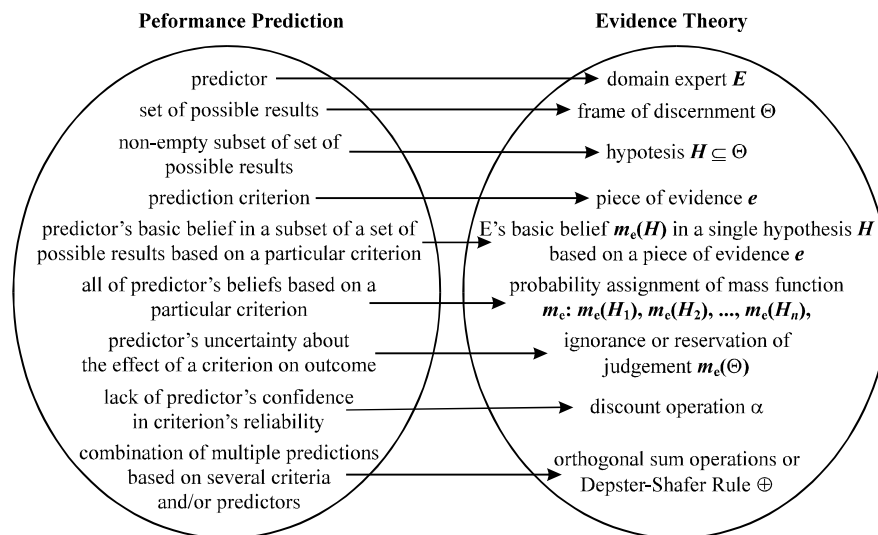 Peformance Prediction
Evidence Theory
predictor
domain expert E
set of possible results
frame of discernment Θ
non-empty subset of set of
possible results
hypotesis H ⊆ Θ
prediction criterion
piece of evidence e
predictor's basic belief in a subset of a set of
possible results based on a particular criterion
E's basic belief mₑ(H) in a single hypothesis H
based on a piece of evidence e
all of predictor's beliefs based on a
particular criterion
probability assignment of mass function
mₑ: mₑ(H₁), mₑ(H₂), ..., mₑ(Hₙ),
predictor's uncertainty about
the effect of a criterion on outcome
ignorance or reservation of
judgement mₑ(Θ)
lack of predictor's confidence
in criterion's reliability
discount operation α
combination of multiple predictions
based on several criteria
and/or predictors
orthogonal sum operations or
Depster-Shafer Rule ⊕